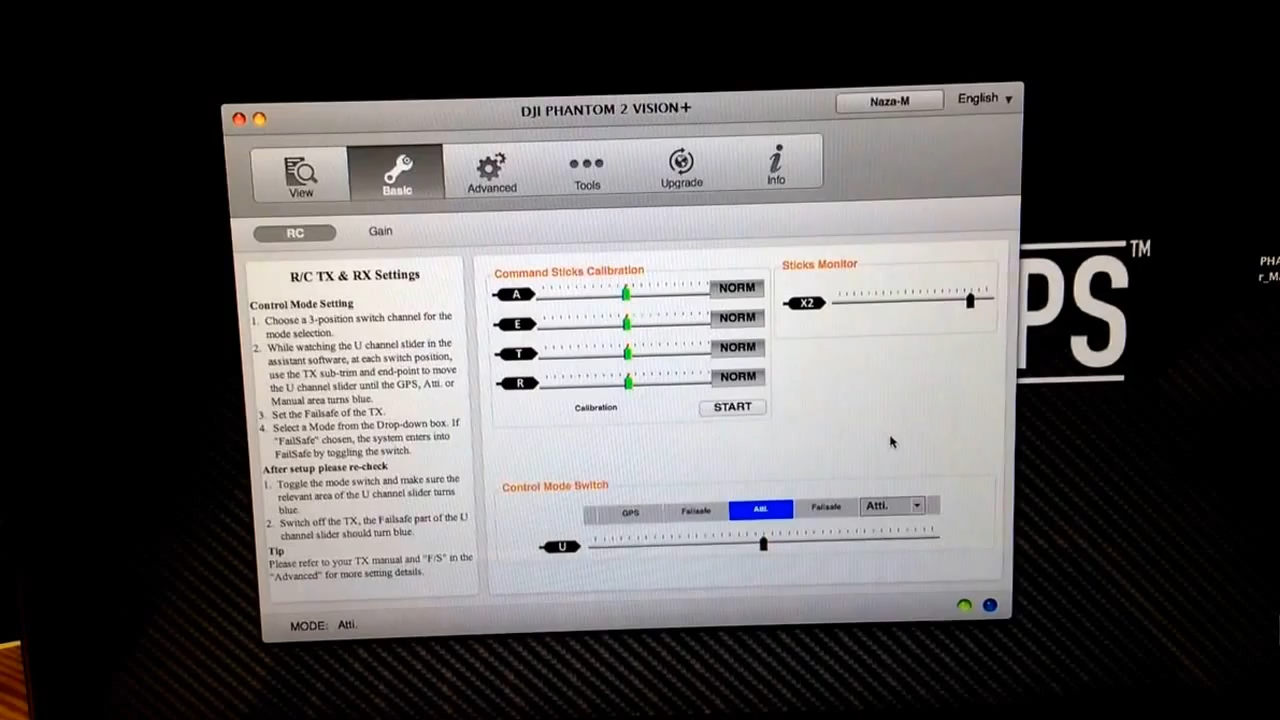 DJI PHANTOM 2 VISION+
Naza-M
English
View
Basic
Advanced
Tools
Upgrade
Info
RC
Gain
R/C TX & RX Settings
Control Mode Setting
1. Choose a 3-position switch channel for the
mode selection.
2. While watching the U channel slider in the
assistant software, at each switch position,
use the TX sub-trim and end-point to move
the U channel slider until the GPS, Atti. or
Manual area turns blue.
3. Set the Failsafe of the TX.
4. Select a Mode from the Drop-down box. If
"FailSafe" chosen, the system enters into
FailSafe by toggling the switch.
After setup please re-check
1. Toggle the mode switch and make sure the
relevant area of the U channel slider turns
blue.
2. Switch off the TX, the Failsafe part of the U
channel slider should turn blue.
Tip
Please refer to your TX manual and "F/S" in the
"Advanced" for more setting details.
Command Sticks Calibration
A NORM
E NORM
T NORM
R NORM
Calibration START
Sticks Monitor
X2
Control Mode Switch
GPS Failsafe Atti. Failsafe Atti.
U
MODE: Atti.
PS™
PHA
r_Ma